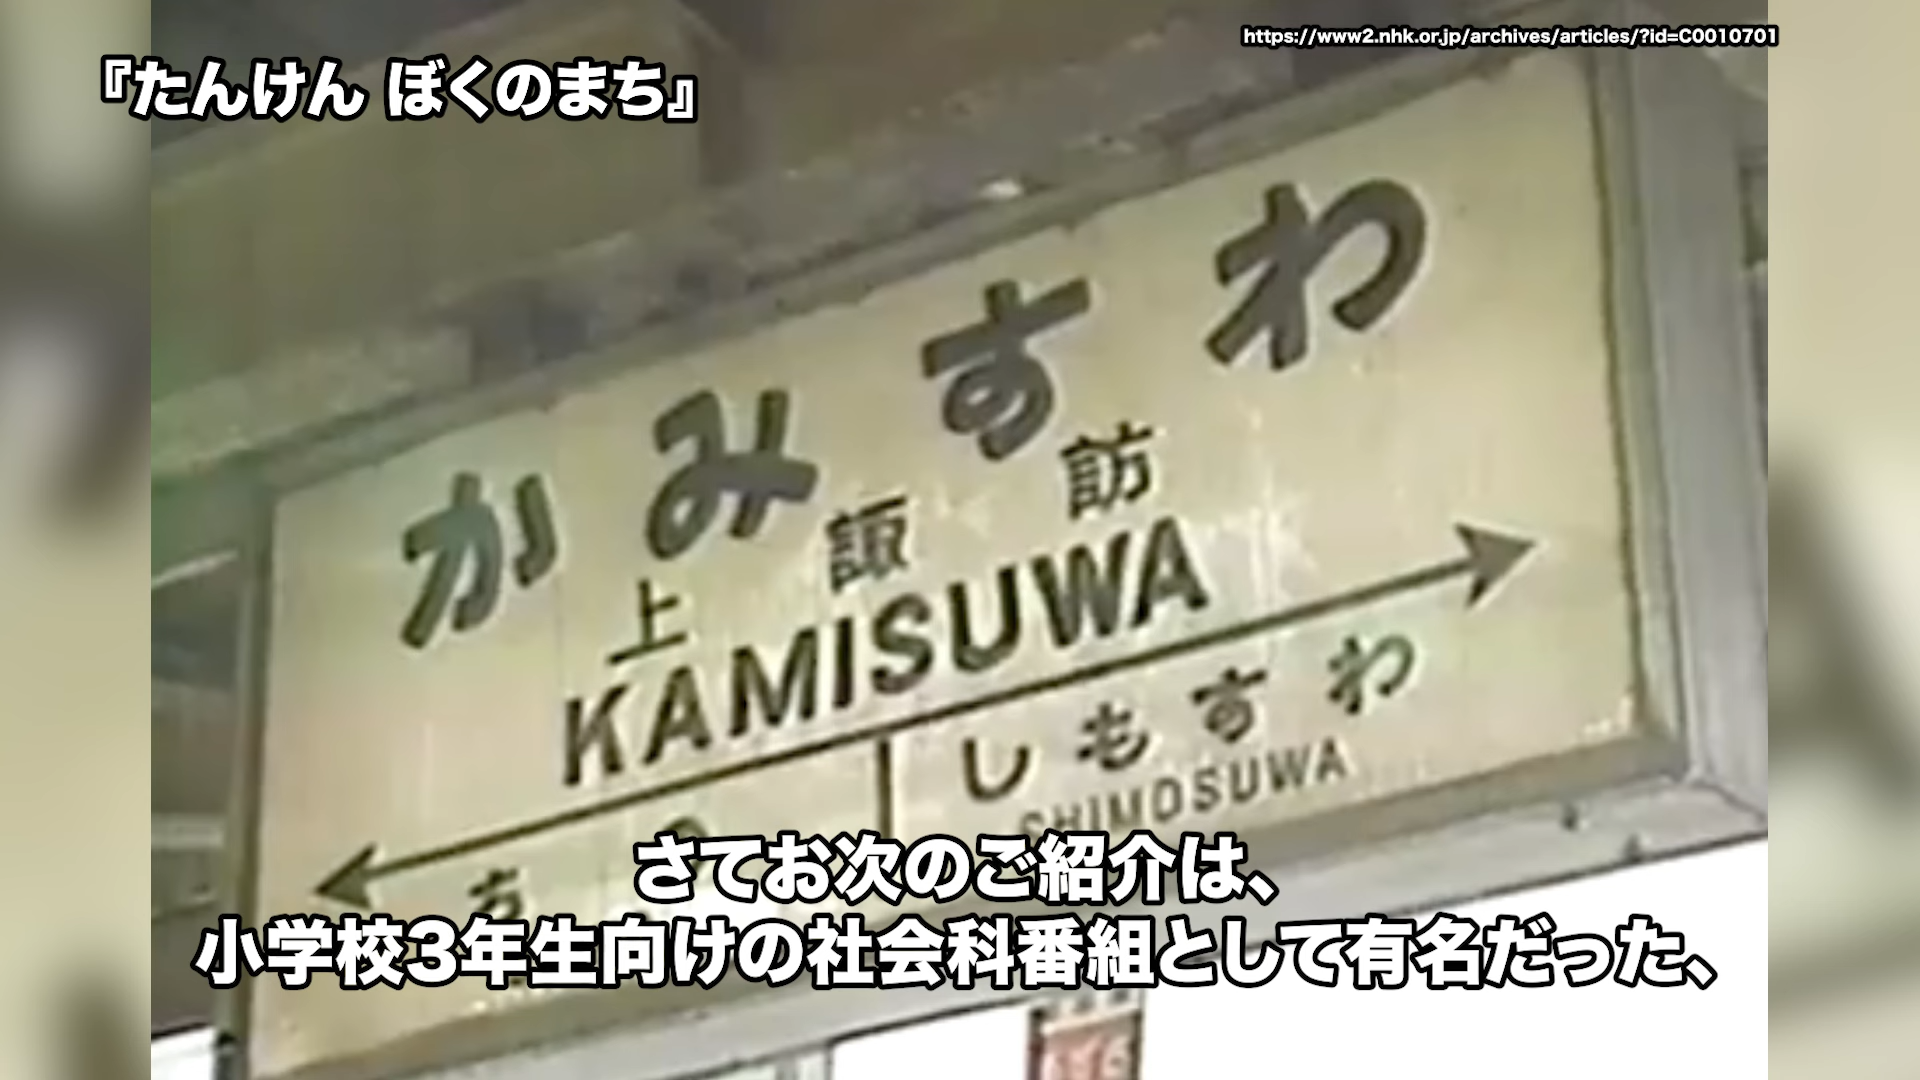 『たんけん ぼくのまち』
https://www2.nhk.or.jp/archives/articles/?id=C0010701
かみすわ
上諏訪
KAMISUWA
しもすわ
SHIMOSUWA
さてお次のご紹介は、
小学校3年生向けの社会科番組として有名だった、